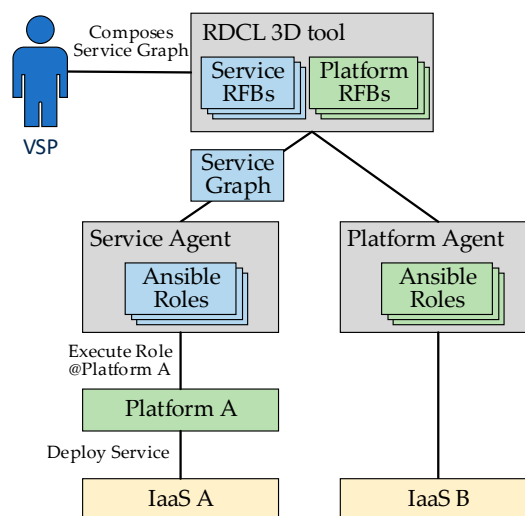 Composes
Service Graph
RDCL 3D tool
Service
RFBs
Platform
RFBs
VSP
Service
Graph
Service Agent
Ansible
Roles
Platform Agent
Ansible
Roles
Execute Role
@Platform A
Platform A
Deploy Service
IaaS A
IaaS B